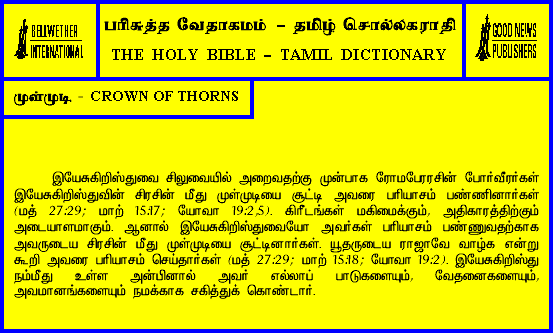 BELLWETHER
INTERNATIONAL
பரிசுத்த வேதாகமம் - தமிழ் சொல்லகராதி
THE HOLY BIBLE - TAMIL DICTIONARY
GOOD NEWS
PUBLISHERS
முள்முடி - CROWN OF THORNS
இயேசுகிறிஸ்துவை சிலுவையில் அறைவதற்கு முன்பாக ரோமபேரரசின் போர்வீரர்கள்
இயேசுகிறிஸ்துவின் சிரசின் மீது முள்முடியை சூட்டி அவரை பரியாசம் பண்ணினார்கள்
(மத் 27:29; மாற் 15:17; யோவா 19:2,5). கிரீடங்கள் மகிமைக்கும், அதிகாரத்திற்கும்
அடையாளமாகும். ஆனால் இயேசுகிறிஸ்துவையோ அவர்கள் பரியாசம் பண்ணுவதற்காக
அவருடைய சிரசின் மீது முள்முடியை சூட்டினார்கள். யூதருடைய ராஜாவே வாழ்க என்று
கூறி அவரை பரியாசம் செய்தார்கள் (மத் 27:29; மாற் 15:18; யோவா 19:2). இயேசுகிறிஸ்து
நம்மீது உள்ள அன்பினால் அவர் எல்லாப் பாடுகளையும், வேதனைகளையும்,
அவமானங்களையும் நமக்காக சகித்துக் கொண்டார்.